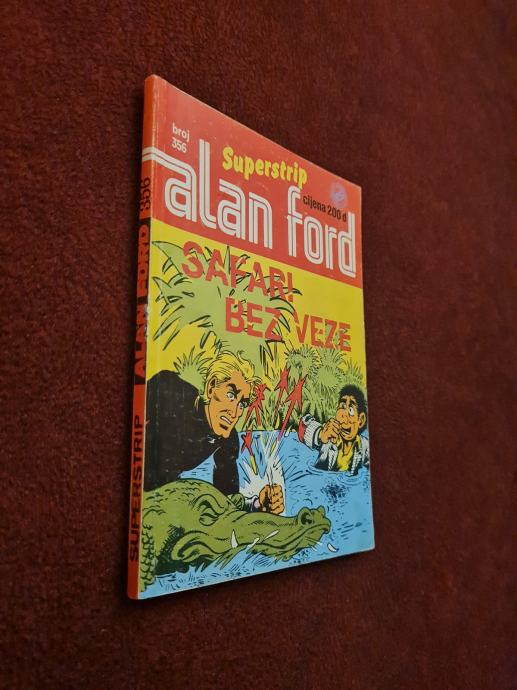 broj
356
Superstrip
cijena 200 d
alan ford
SAFARI
BEZ VEZE
SUPERSTRIP ALAN FORD 356